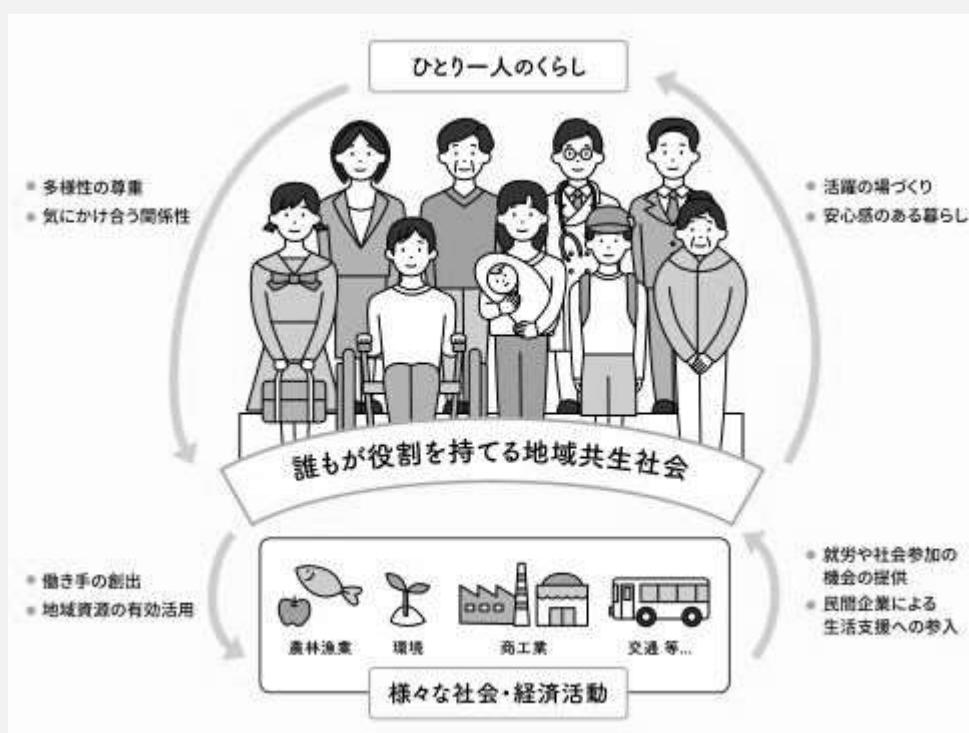 ひとり一人のくらし
多様性の尊重
気にかけ合う関係性
活躍の場づくり
安心感のある暮らし
誰もが役割を持てる地域共生社会
働き手の創出
地域資源の有効活用
就労や社会参加の
機会の提供
民間企業による
生活支援への参入
農林漁業
環境
商工業
交通 等...
様々な社会・経済活動